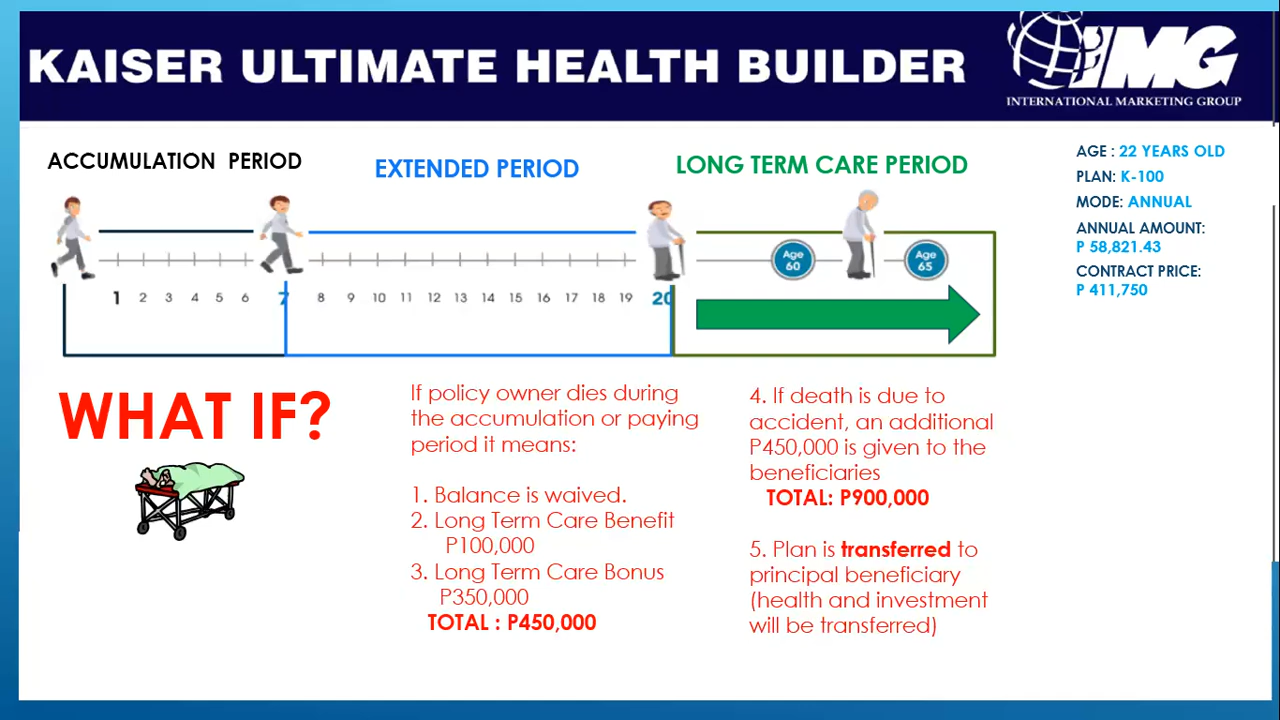 KAISER ULTIMATE HEALTH BUILDER
IMG
INTERNATIONAL MARKETING GROUP
ACCUMULATION PERIOD
EXTENDED PERIOD
LONG TERM CARE PERIOD
AGE : 22 YEARS OLD
PLAN: K-100
MODE: ANNUAL
ANNUAL AMOUNT:
P 58,821.43
CONTRACT PRICE:
P 411,750
Age
60
Age
65
1 2 3 4 5 6 7 8 9 10 11 12 13 14 15 16 17 18 19 20
WHAT IF?
If policy owner dies during
the accumulation or paying
period it means:
1. Balance is waived.
2. Long Term Care Benefit
P100,000
3. Long Term Care Bonus
P350,000
TOTAL : P450,000
4. If death is due to
accident, an additional
P450,000 is given to the
beneficiaries
TOTAL: P900,000
5. Plan is transferred to
principal beneficiary
(health and investment
will be transferred)